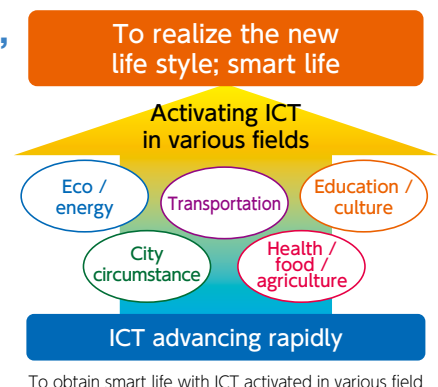 ,
To realize the new
life style; smart life
Activating ICT
in various fields
Eco /
energy
Transportation
Education /
culture
City
circumstance
Health /
food /
agriculture
ICT advancing rapidly
To obtain smart life with ICT activated in various field